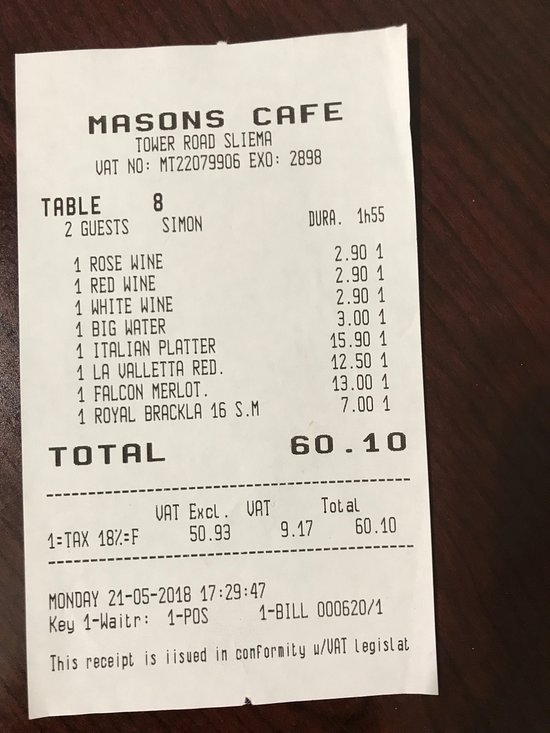 MASONS CAFE
TOWER ROAD SLIEMA
VAT NO: MT22079906 EXO: 2898
TABLE 8
2 GUESTS SIMON DURA. 1h55
1 ROSE WINE 2.90 1
1 RED WINE 2.90 1
1 WHITE WINE 2.90 1
1 BIG WATER 3.00 1
1 ITALIAN PLATTER 15.90 1
1 LA VALLETTA RED. 12.50 1
1 FALCON MERLOT. 13.00 1
1 ROYAL BRACKLA 16 S.M 7.00 1
TOTAL 60.10
VAT Excl. VAT Total
1=TAX 18%=F 50.93 9.17 60.10
MONDAY 21-05-2018 17:29:47
Key 1-Waitr: 1-POS 1-BILL 000620/1
This receipt is iisued in conformity w/VAT legislat